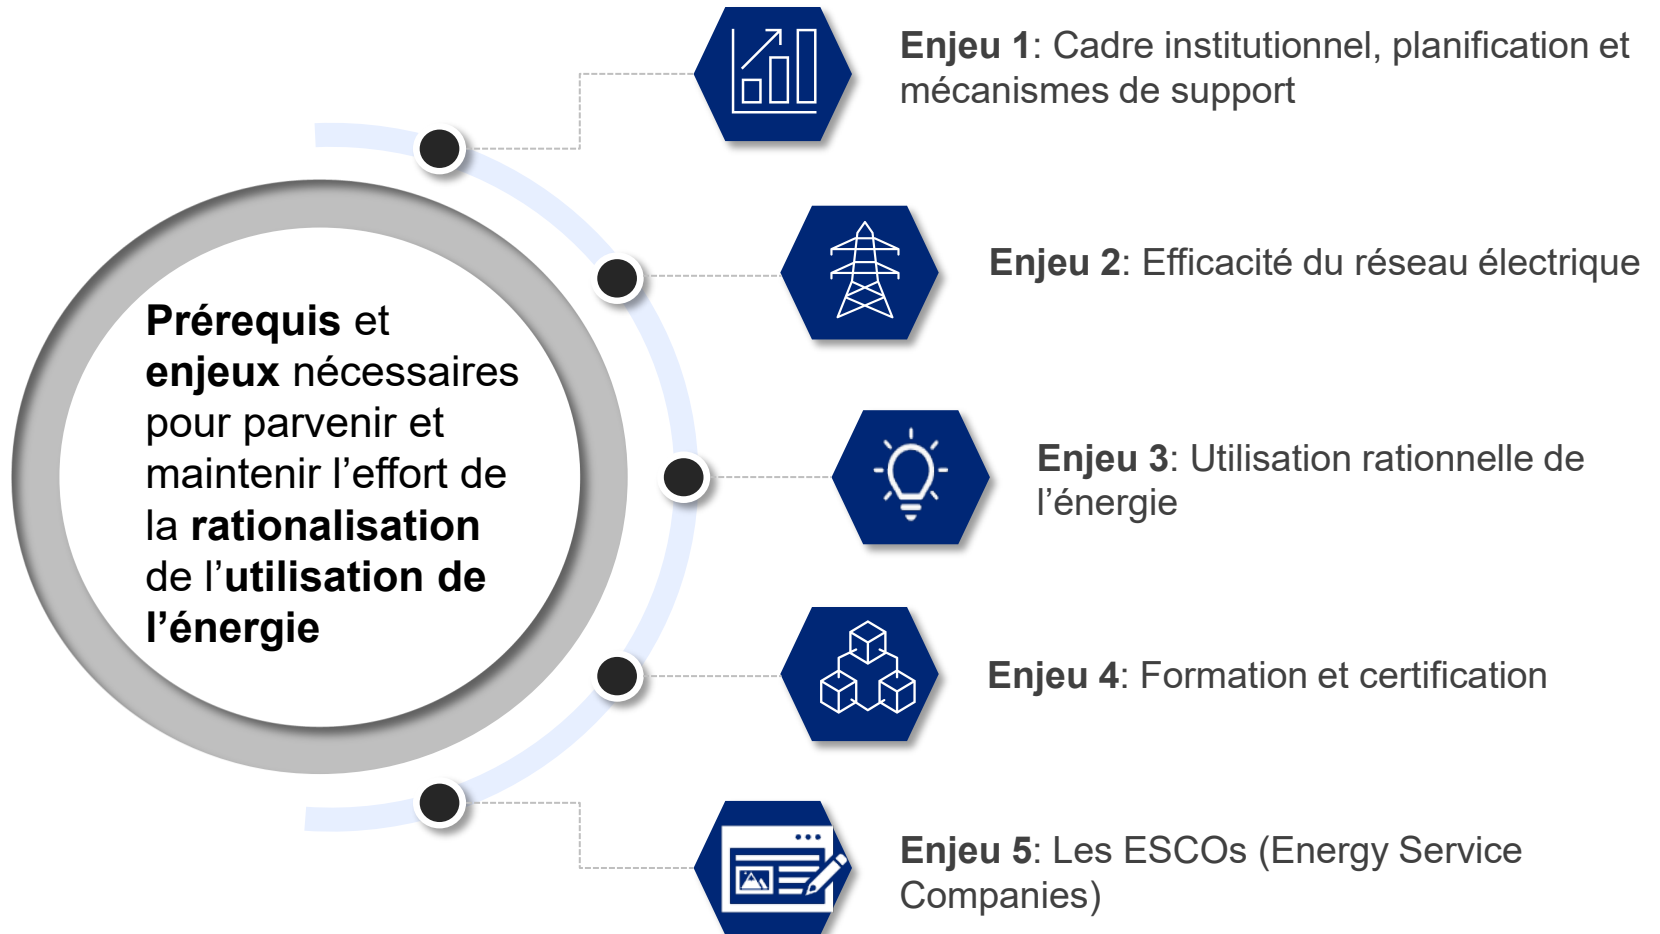 Enjeu 1: Cadre institutionnel, planification et
mécanismes de support
Enjeu 2: Efficacité du réseau électrique
Prérequis et
enjeux nécessaires
pour parvenir et
maintenir l’effort de
la rationalisation
de l’utilisation de
l’énergie
Enjeu 3: Utilisation rationnelle de
l’énergie
Enjeu 4: Formation et certification
Enjeu 5: Les ESCOs (Energy Service
Companies)